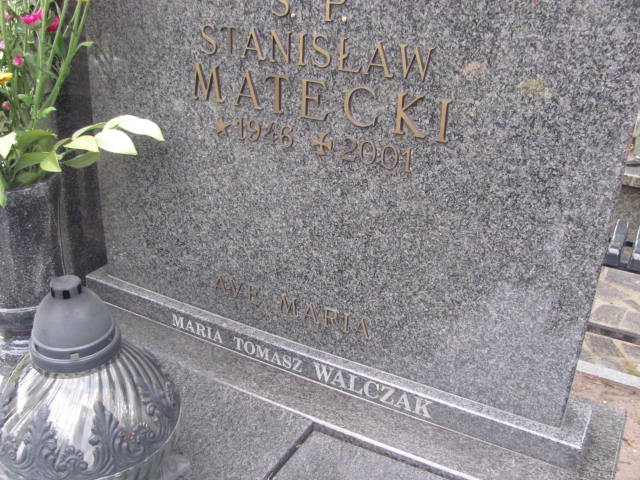 Ś. P.
STANISŁAW
MATECKI
★1946 ✠2001
AVE MARIA
MARIA TOMASZ WALCZAK